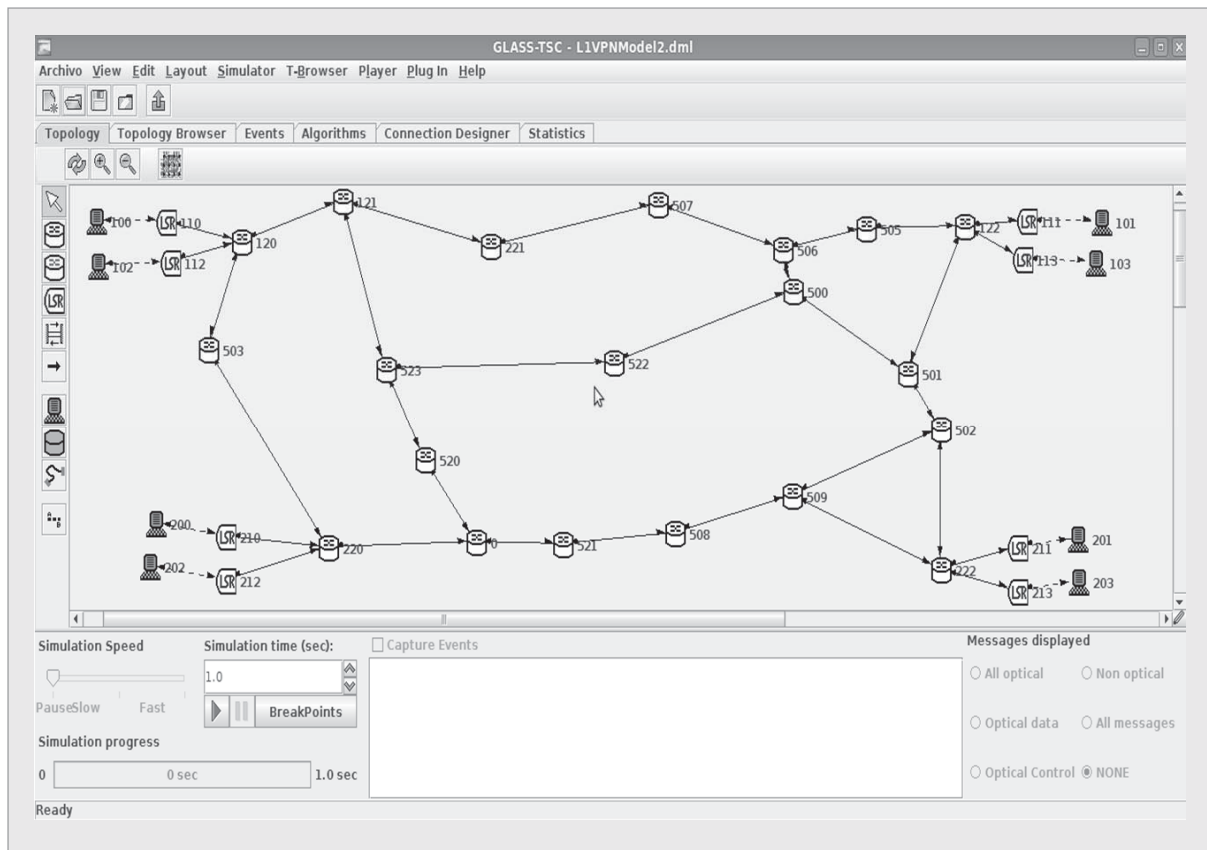 GLASS-TSC - L1VPNModel2.dml
Archivo View Edit Layout Simulator T-Browser Player Plug In Help
Topology Topology Browser Events Algorithms Connection Designer Statistics
121
507
100 LSR 110
120
221
506
505
122
LSR 111
101
102 LSR 112
LSR 113
103
500
503
523
522
501
502
520
509
200 LSR 210
220
0
521
508
LSR 211
201
202 LSR 212
222
LSR 213
203
LSR
Simulation Speed
Simulation time (sec):
Capture Events
Messages displayed
1.0
All optical
Non optical
PauseSlow Fast
BreakPoints
Optical data
All messages
Simulation progress
0 0 sec 1.0 sec
Optical Control
NONE
Ready